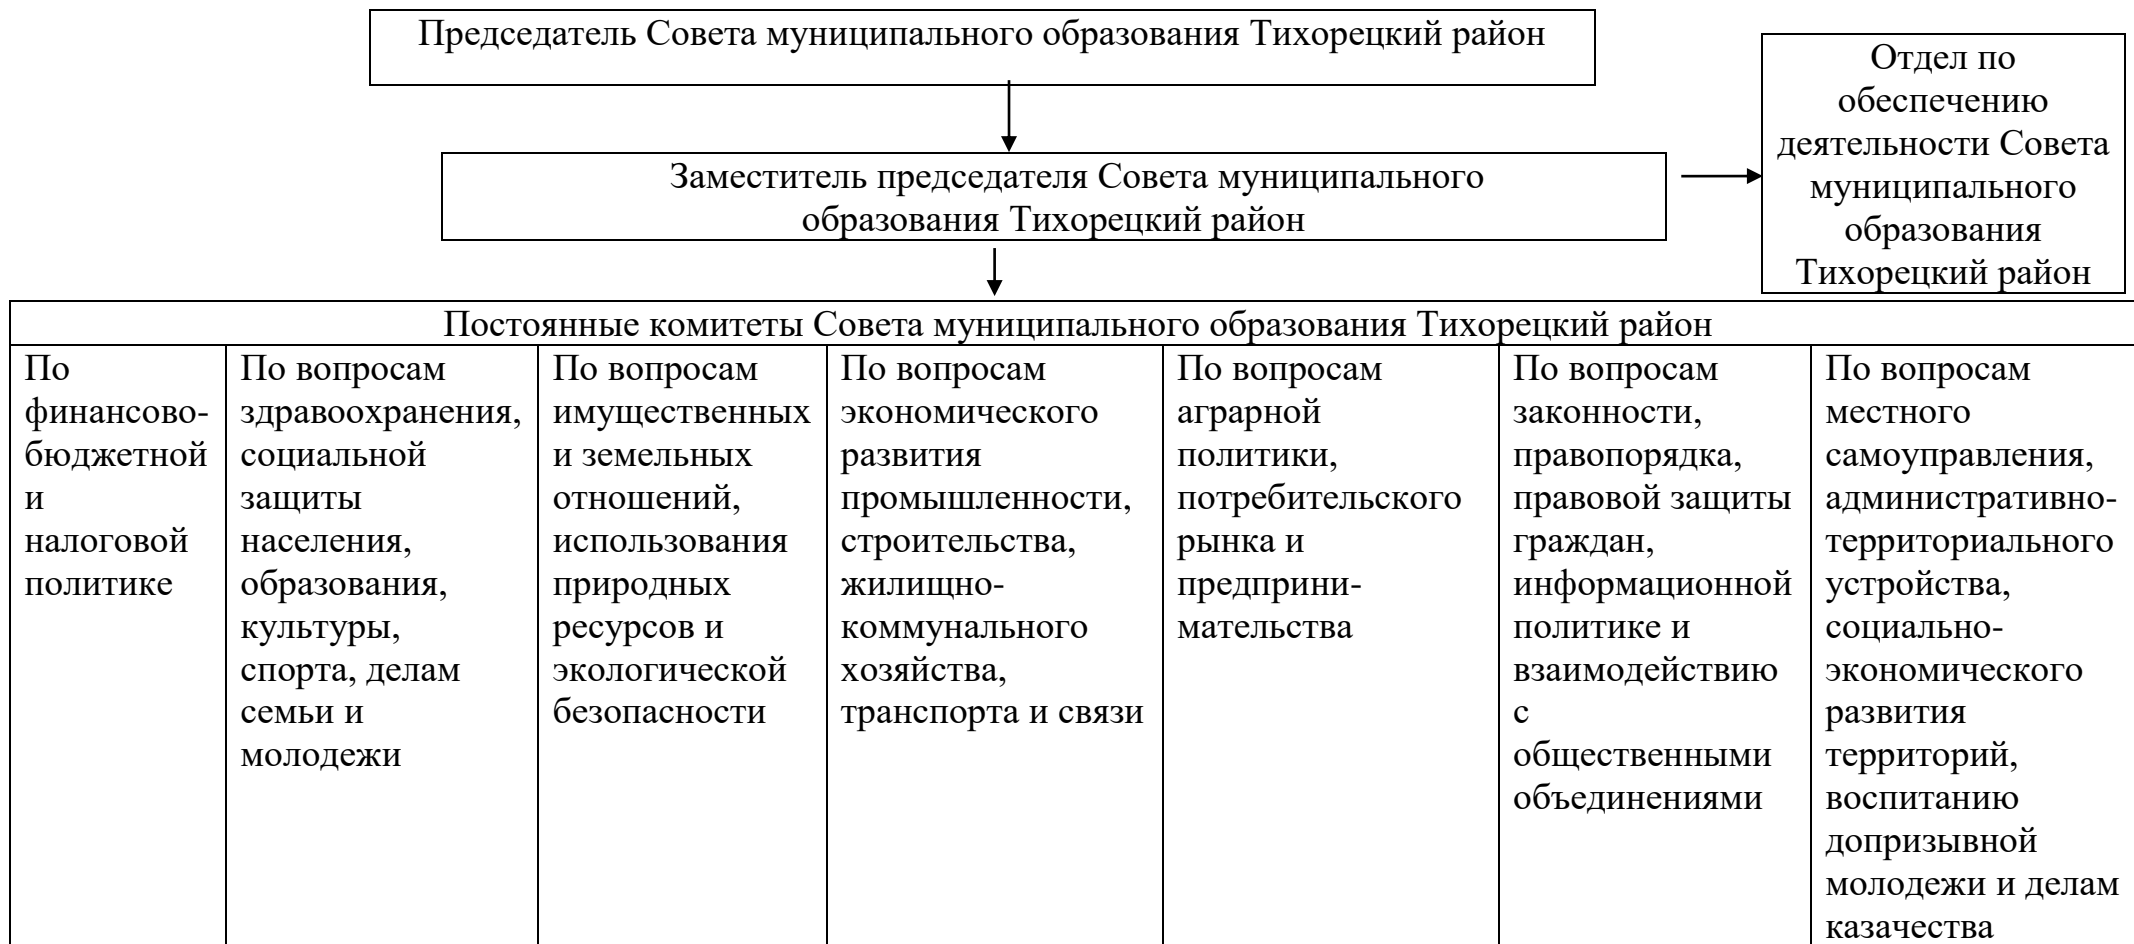 Председатель Совета муниципального образования Тихорецкий район
Отдел по
обеспечению
деятельности Совета
муниципального
образования
Тихорецкий район
Заместитель председателя Совета муниципального
образования Тихорецкий район
Постоянные комитеты Совета муниципального образования Тихорецкий район
По
финансово-
бюджетной
и
налоговой
политике
По вопросам
здравоохранения,
социальной
защиты
населения,
образования,
культуры,
спорта, делам
семьи и
молодежи
По вопросам
имущественных
и земельных
отношений,
использования
природных
ресурсов и
экологической
безопасности
По вопросам
экономического
развития
промышленности,
строительства,
жилищно-
коммунального
хозяйства,
транспорта и связи
По вопросам
аграрной
политики,
потребительского
рынка и
предприни-
мательства
По вопросам
законности,
правопорядка,
правовой защиты
граждан,
информационной
политике и
взаимодействию
с
общественными
объединениями
По вопросам
местного
самоуправления,
административно-
территориального
устройства,
социально-
экономического
развития
территорий,
воспитанию
допризывной
молодежи и делам
казачества